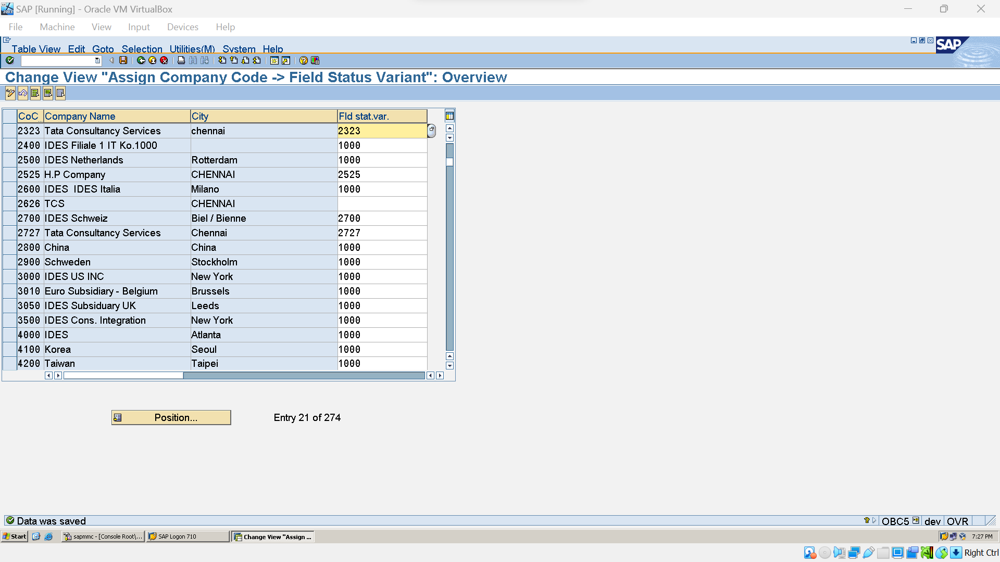 SAP [Running] - Oracle VM VirtualBox
File Machine View Input Devices Help
Table View Edit Goto Selection Utilities(M) System Help
SAP
Change View "Assign Company Code -> Field Status Variant": Overview
CoC.. Company Name City Fld stat.var.
2323 Tata Consultancy Services chennai 2323
2400 IDES Filiale 1 IT Ko.1000 1000
2500 IDES Netherlands Rotterdam 1000
2525 H.P Company CHENNAI 2525
2600 IDES  IDES Italia Milano 1000
2626 TCS CHENNAI
2700 IDES Schweiz Biel / Bienne 2700
2727 Tata Consultancy Services Chennai 2727
2800 China China 1000
2900 Schweden Stockholm 1000
3000 IDES US INC New York 1000
3010 Euro Subsidiary - Belgium Brussels 1000
3050 IDES Subsiduary UK Leeds 1000
3500 IDES Cons. Integration New York 1000
4000 IDES Atlanta 1000
4100 Korea Seoul 1000
4200 Taiwan Taipei 1000
Position... Entry 21 of 274
Data was saved OBC5 dev OVR
Start sapmmc - [Console Root\... SAP Logon 710 Change View "Assign ... 7:27 PM
Right Ctrl